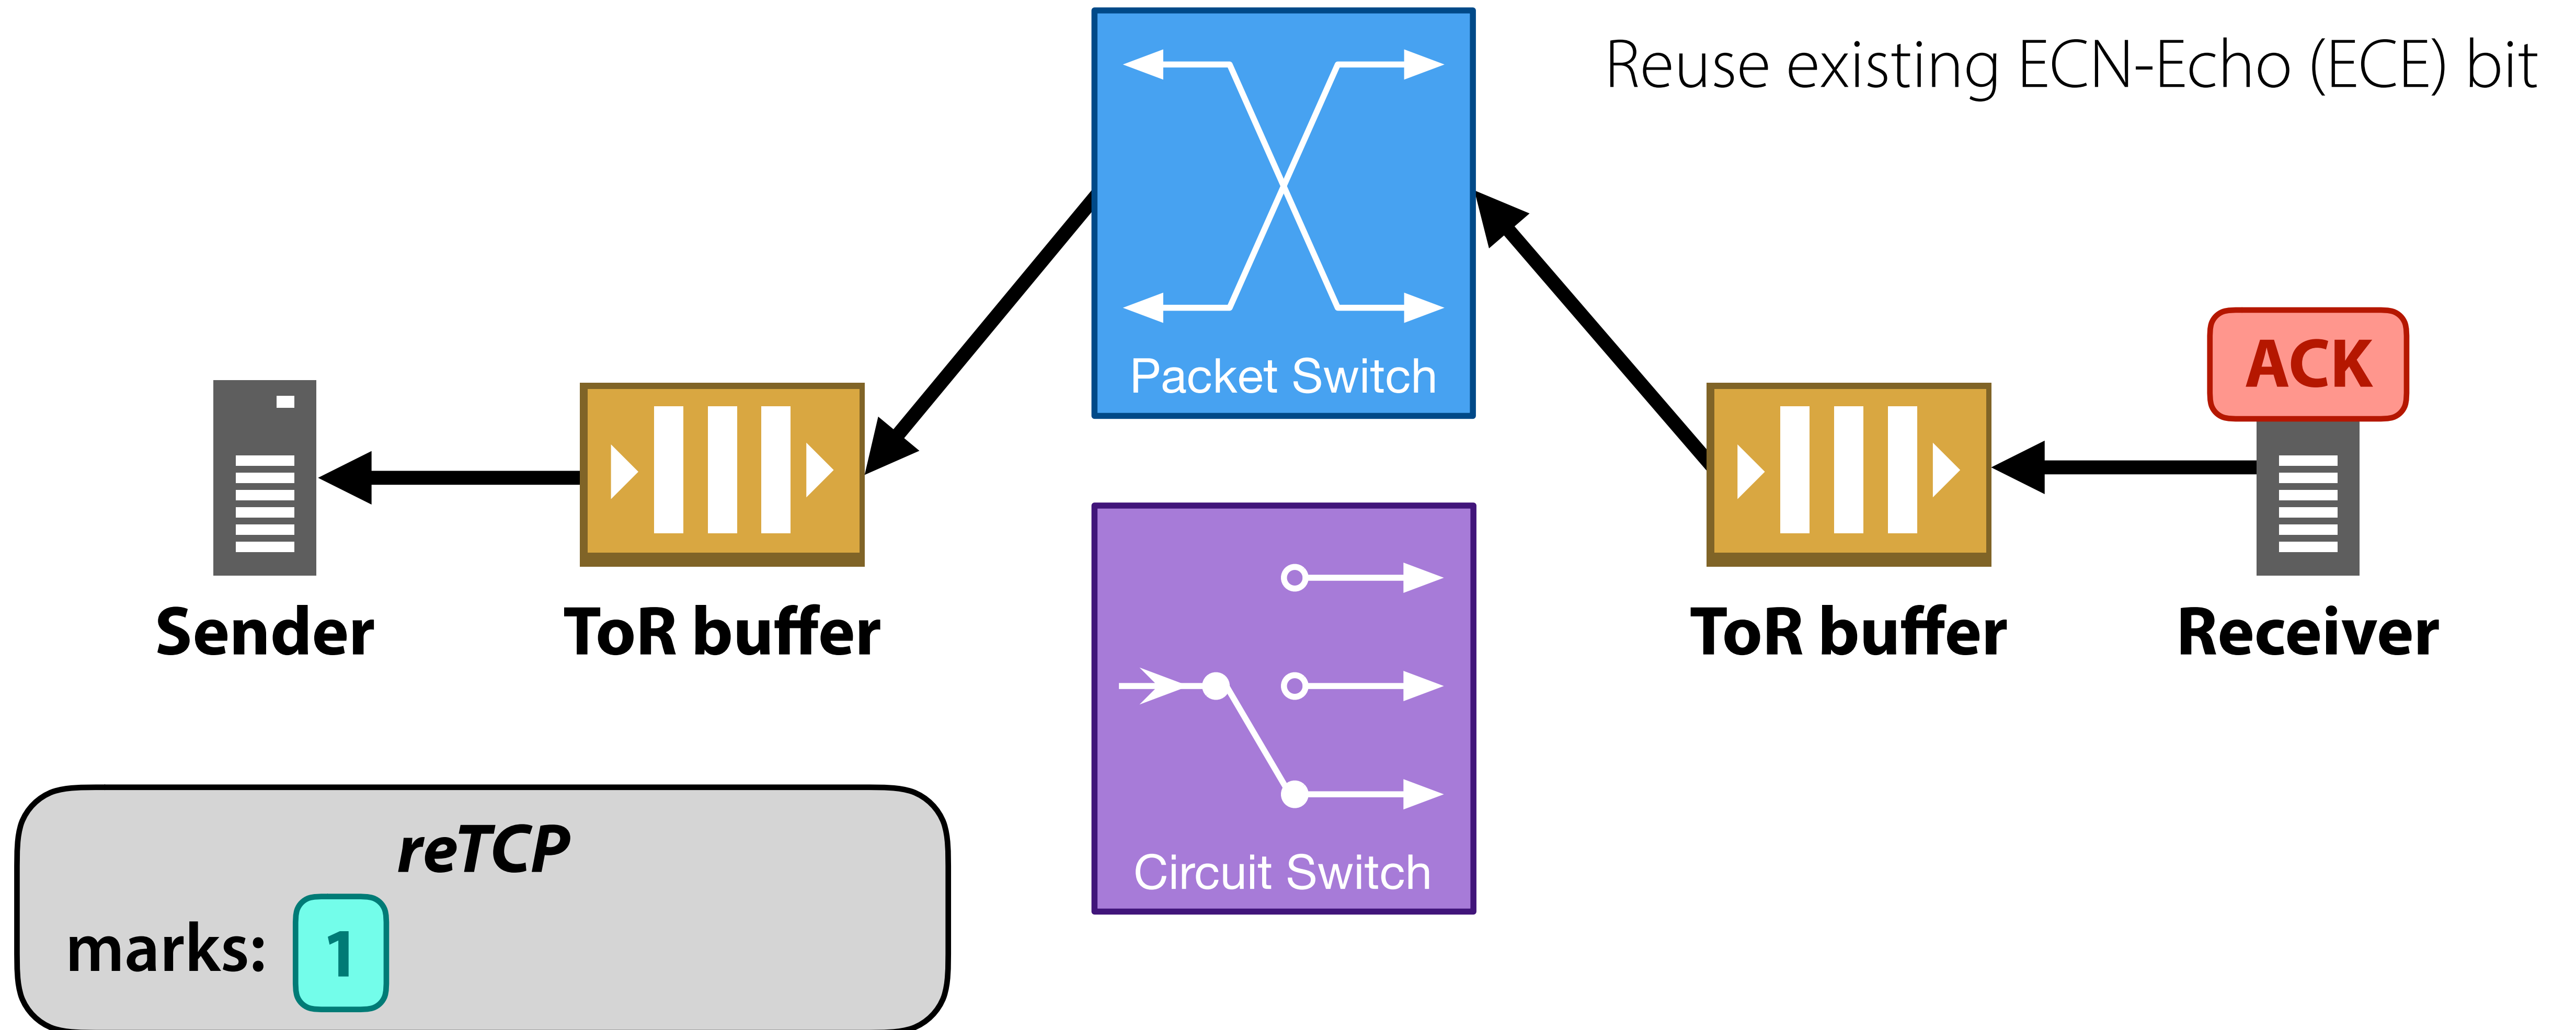 Reuse existing ECN-Echo (ECE) bit
Packet Switch
ACK
Sender
ToR buffer
ToR buffer
Receiver
Circuit Switch
reTCP
marks: 1